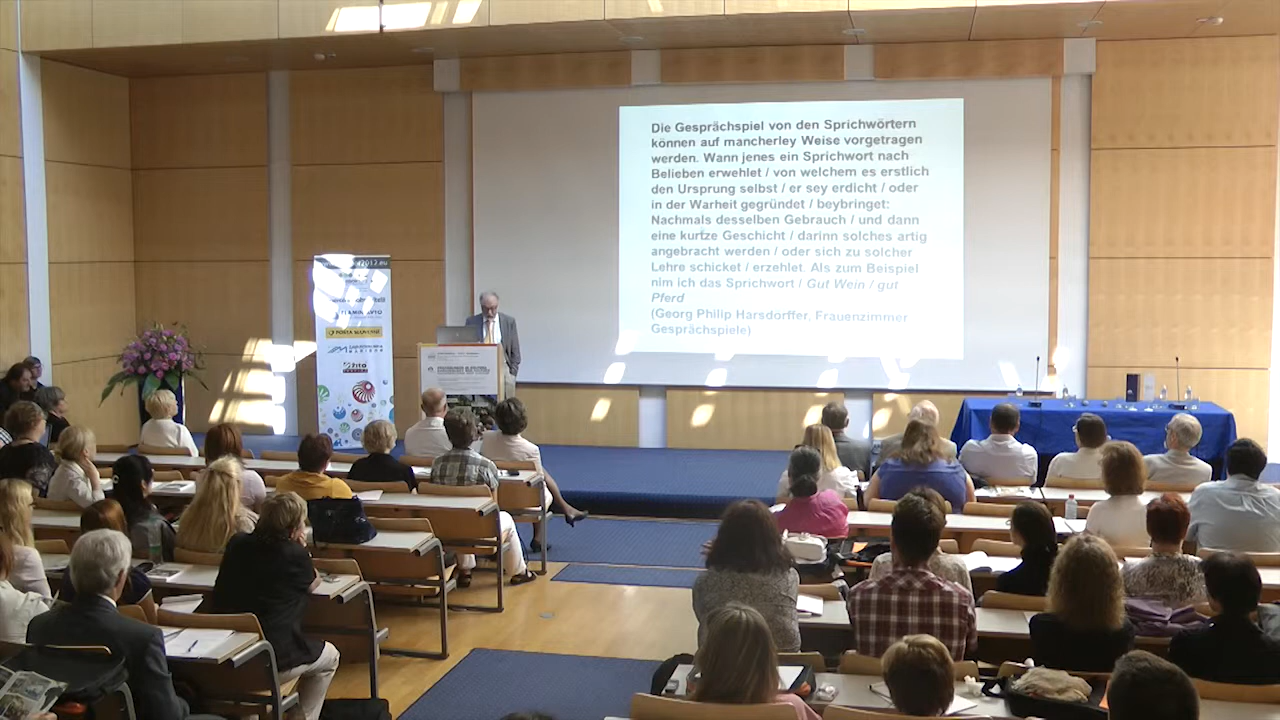 Die Gesprächspiel von den Sprichwörtern
können auf mancherley Weise vorgetragen
werden. Wann jenes ein Sprichwort nach
Belieben erwehlet / von welchem es erstlich
den Ursprung selbst / er sey erdicht / oder
in der Warheit gegründet / beybringet:
Nachmals desselben Gebrauch / und dann
eine kurtze Geschicht / darinn solches artig
angebracht werden / oder sich zu solcher
Lehre schicket / erzehlet. Als zum Beispiel
nim ich das Sprichwort / Gut Wein / gut
Pferd
(Georg Philip Harsdorffer, Frauenzimmer
Gesprächspiele)